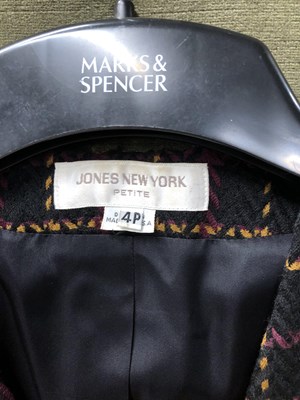 MARKS &
SPENCER
JONES NEW YORK
PETITE
4P